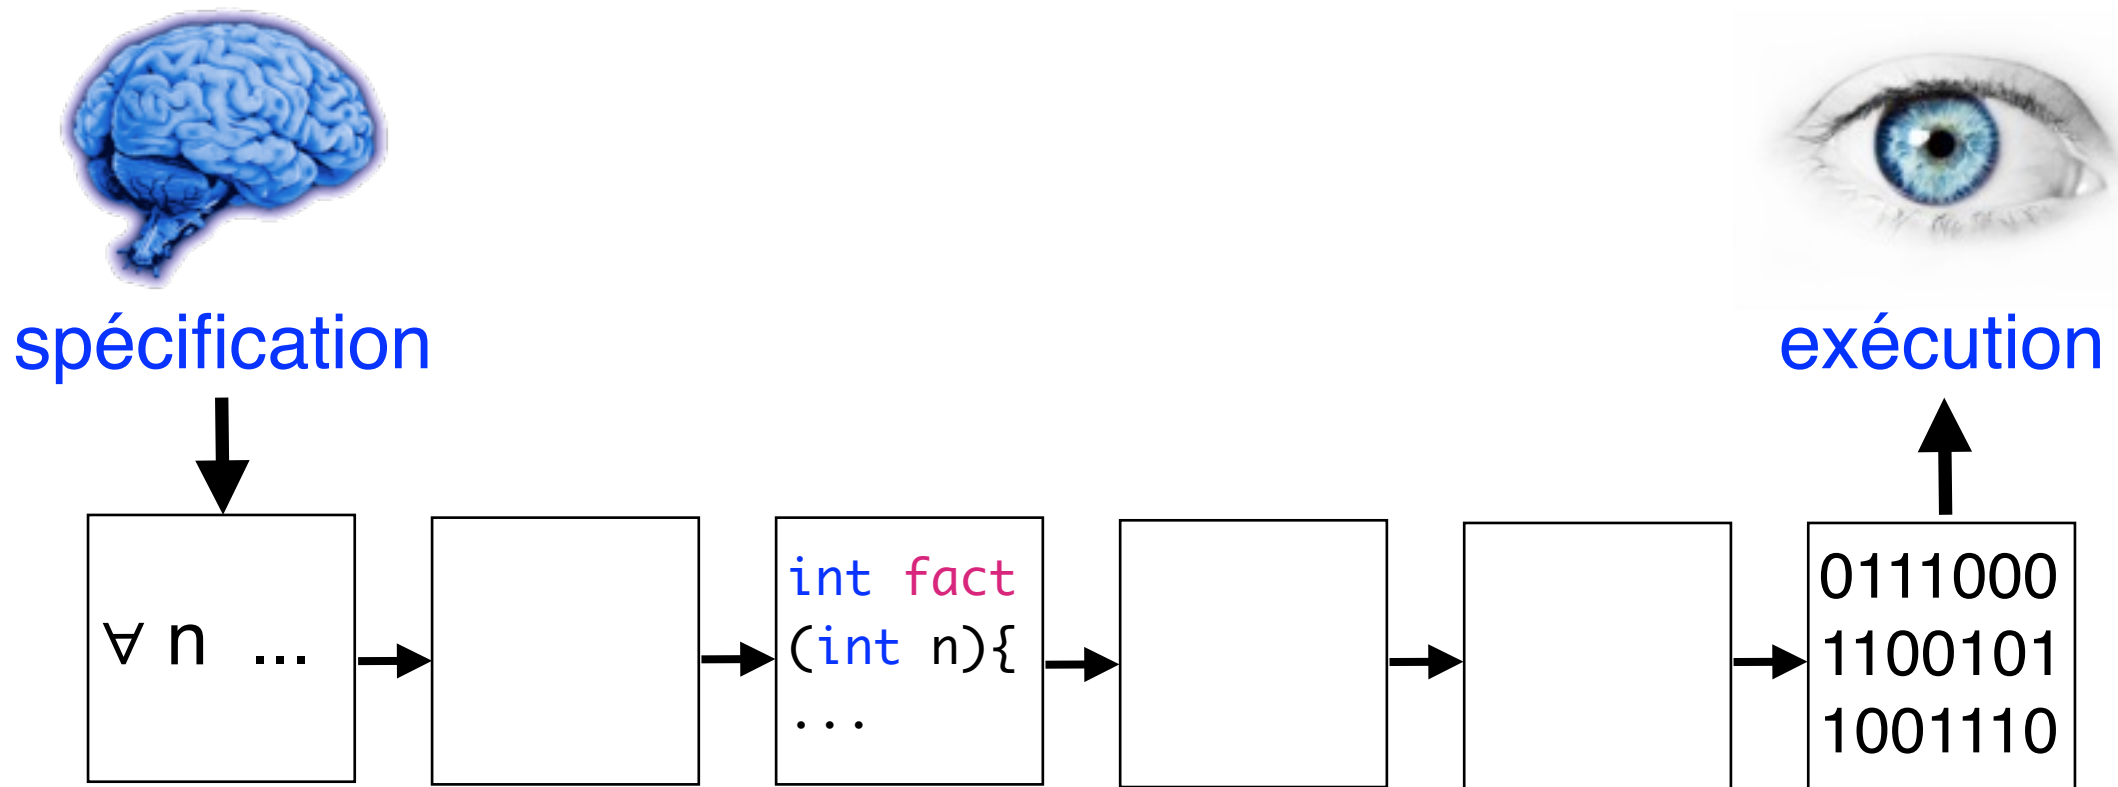 spécification
exécution
∀ n ...
int fact
(int n){
...
0111000
1100101
1001110